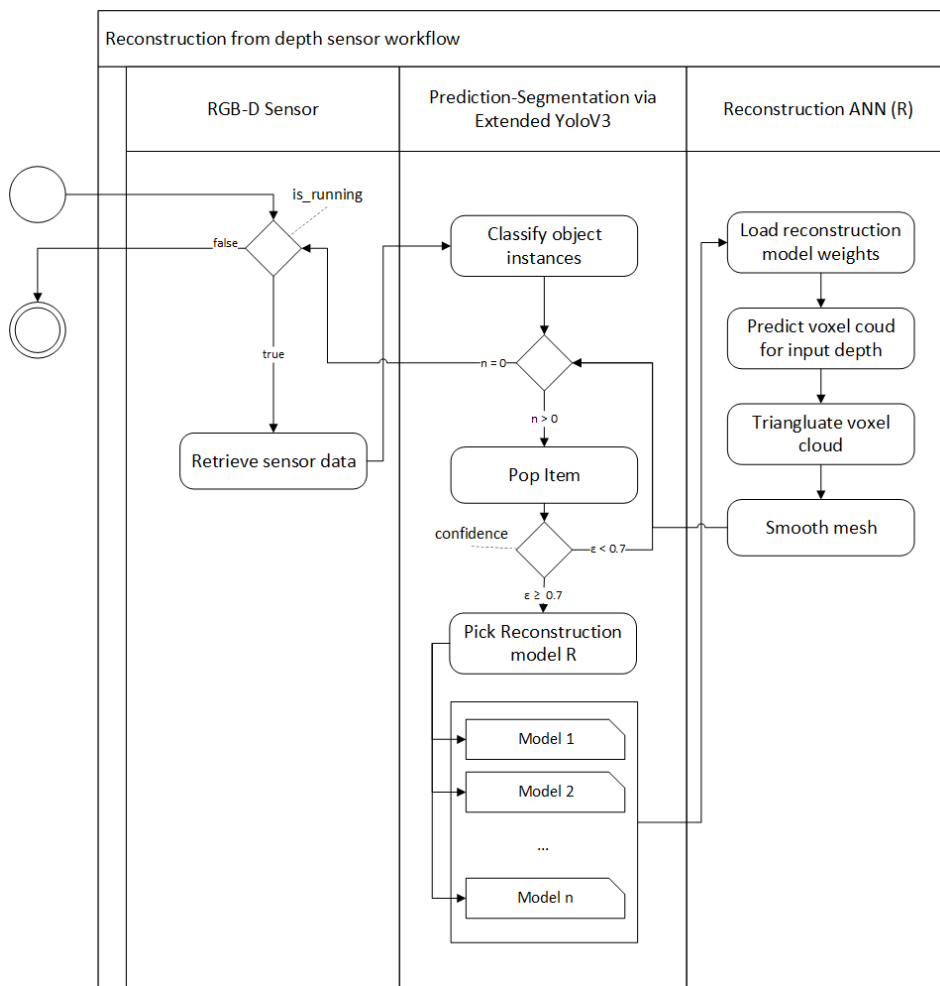 Reconstruction from depth sensor workflow
RGB-D Sensor
Prediction-Segmentation via
Extended YoloV3
Reconstruction ANN (R)
is_running
false
true
Retrieve sensor data
Classify object
instances
n = 0
n > 0
Pop Item
confidence
ε < 0.7
ε ≥ 0.7
Pick Reconstruction
model R
Model 1
Model 2
...
Model n
Load reconstruction
model weights
Predict voxel coud
for input depth
Triangluate voxel
cloud
Smooth mesh